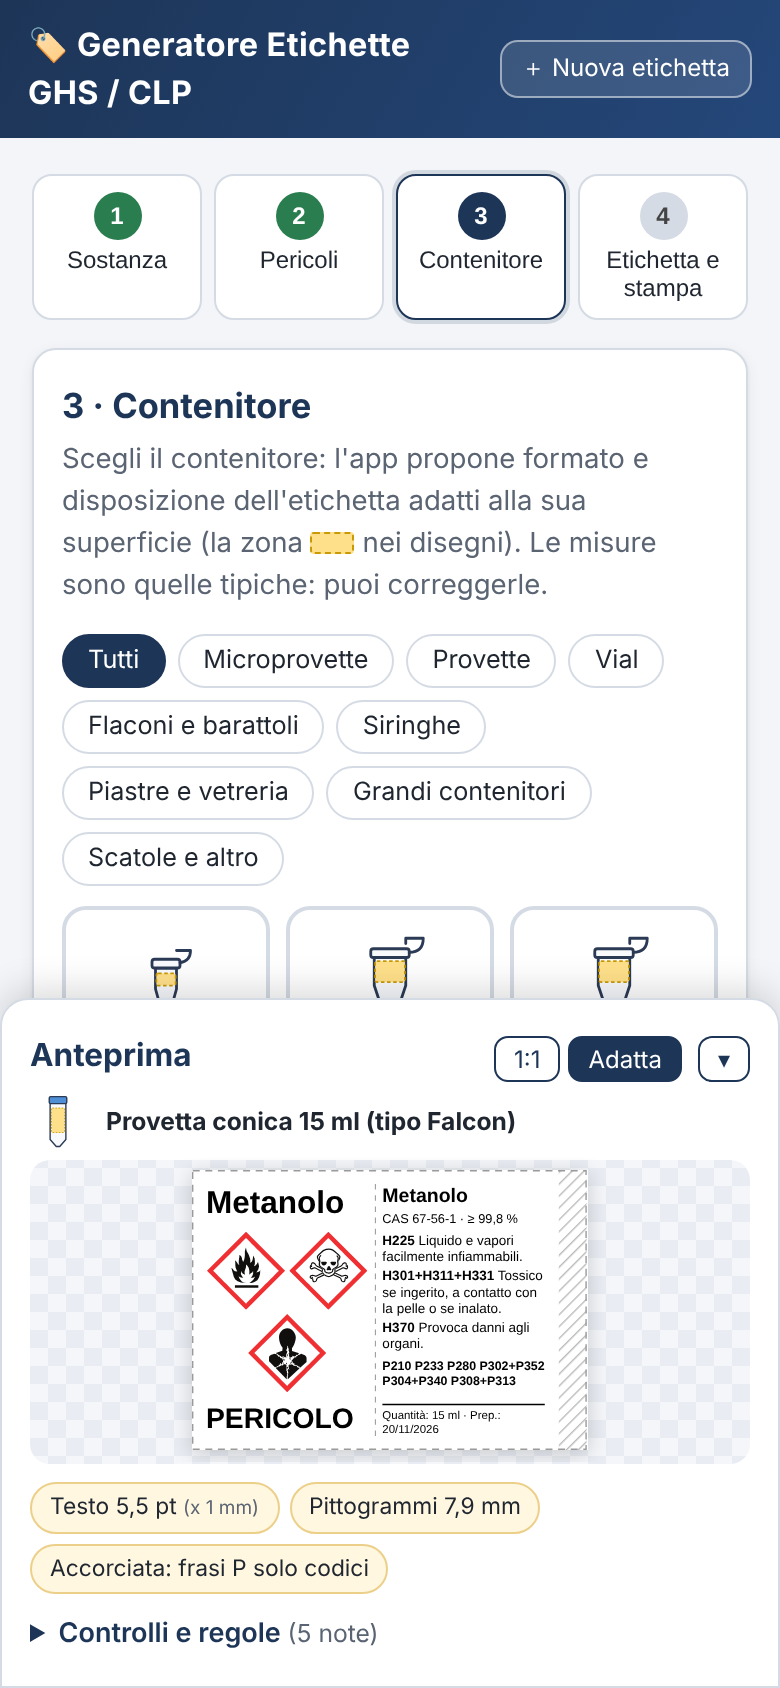 🏷️ Generatore Etichette
GHS / CLP
+ Nuova etichetta
1
Sostanza
2
Pericoli
3
Contenitore
4
Etichetta e
stampa
3 · Contenitore
Scegli il contenitore: l'app propone formato e
disposizione dell'etichetta adatti alla sua
superficie (la zona nei disegni). Le misure
sono quelle tipiche: puoi correggerle.
Tutti
Microprovette
Provette
Vial
Flaconi e barattoli
Siringhe
Piastre e vetreria
Grandi contenitori
Scatole e altro
Anteprima
1:1
Adatta
▾
Provetta conica 15 ml (tipo Falcon)
Metanolo
PERICOLO
Metanolo
CAS 67-56-1 · ≥ 99,8 %
H225 Liquido e vapori
facilmente infiammabili.
H301+H311+H331 Tossico
se ingerito, a contatto con
la pelle o se inalato.
H370 Provoca danni agli
organi.
P210 P233 P280 P302+P352
P304+P340 P308+P313
Quantità: 15 ml · Prep.:
20/11/2026
Testo 5,5 pt (x 1 mm)
Pittogrammi 7,9 mm
Accorciata: frasi P solo codici
▶ Controlli e regole (5 note)